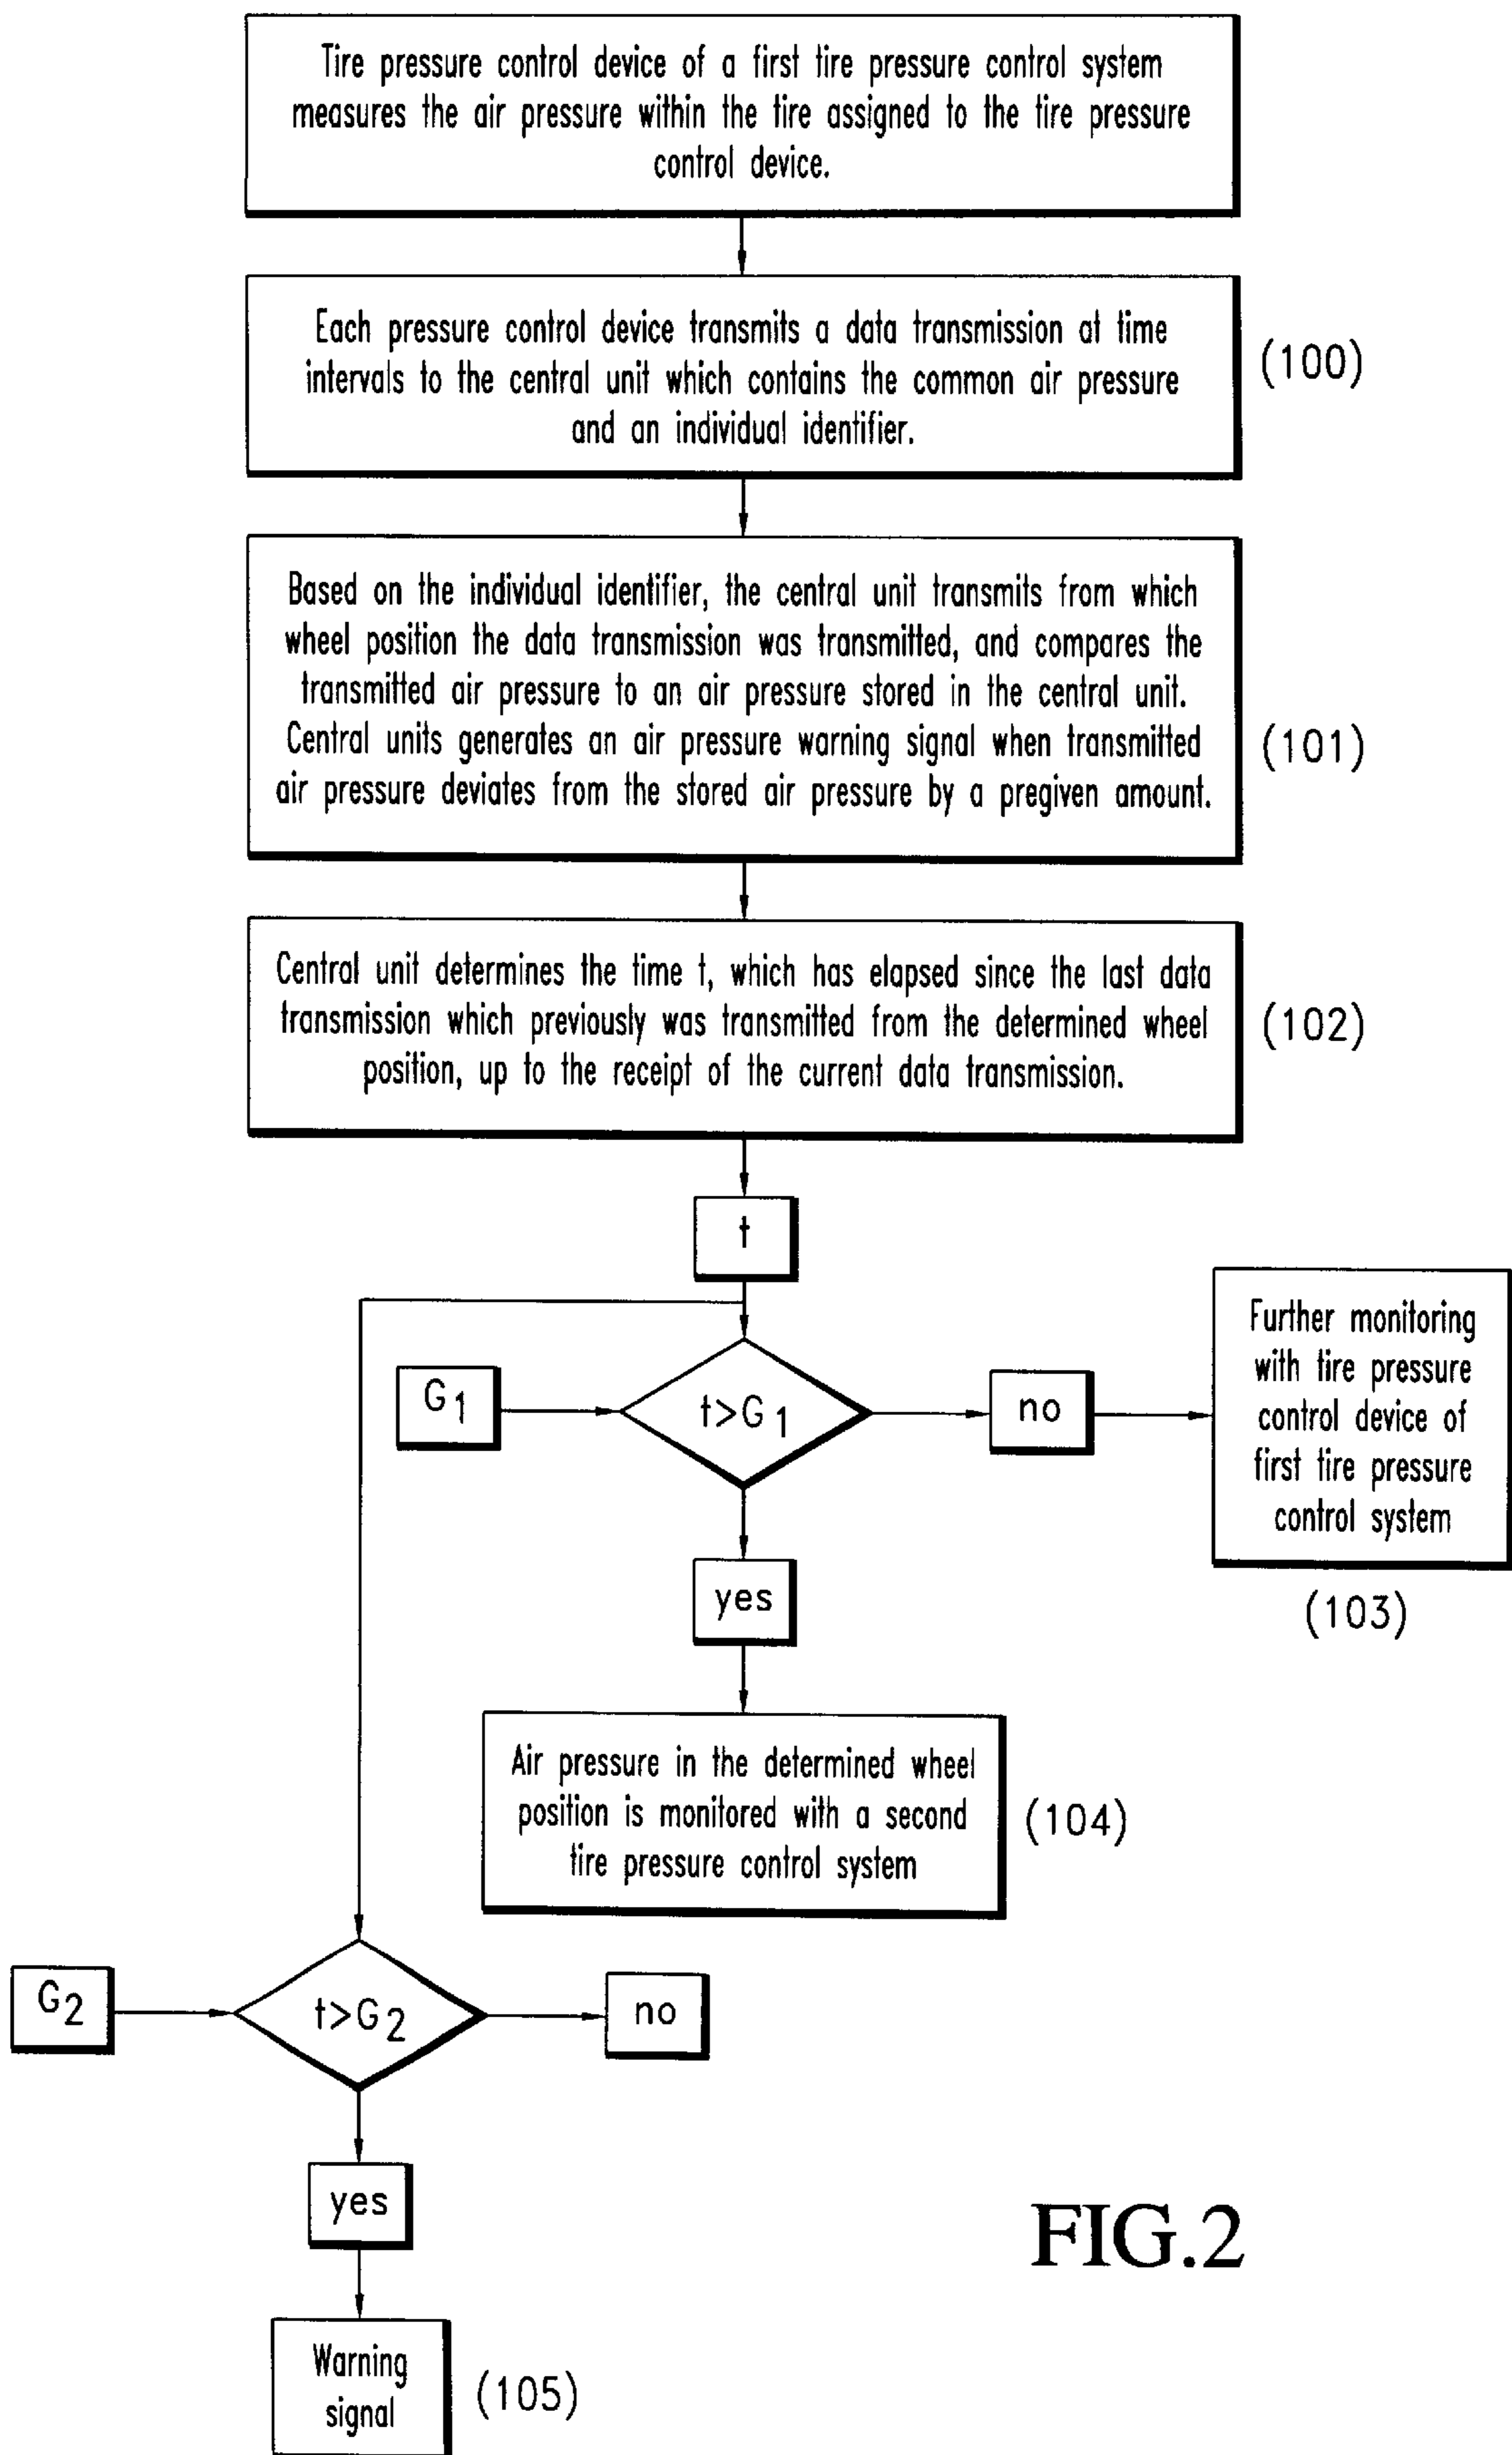 Tire pressure control device of a first tire pressure control system
measures the air pressure within the tire assigned to the tire pressure
control device.
Each pressure control device transmits a data transmission at time
intervals to the central unit which contains the common air pressure
and an individual identifier.
(100)
Based on the individual identifier, the central unit transmits from which
wheel position the data transmission was transmitted, and compares the
transmitted air pressure to an air pressure stored in the central unit.
Central units generates an air pressure warning signal when transmitted
air pressure deviates from the stored air pressure by a pregiven amount.
(101)
Central unit determines the time t, which has elapsed since the last data
transmission which previously was transmitted from the determined wheel
position, up to the receipt of the current data transmission.
(102)
t
G1
t>G1
no
Further monitoring
with tire pressure
control device of
first tire pressure
control system
(103)
yes
Air pressure in the determined wheel
position is monitored with a second
tire pressure control system
(104)
G2
t>G2
no
yes
Warning
signal
(105)
FIG.2